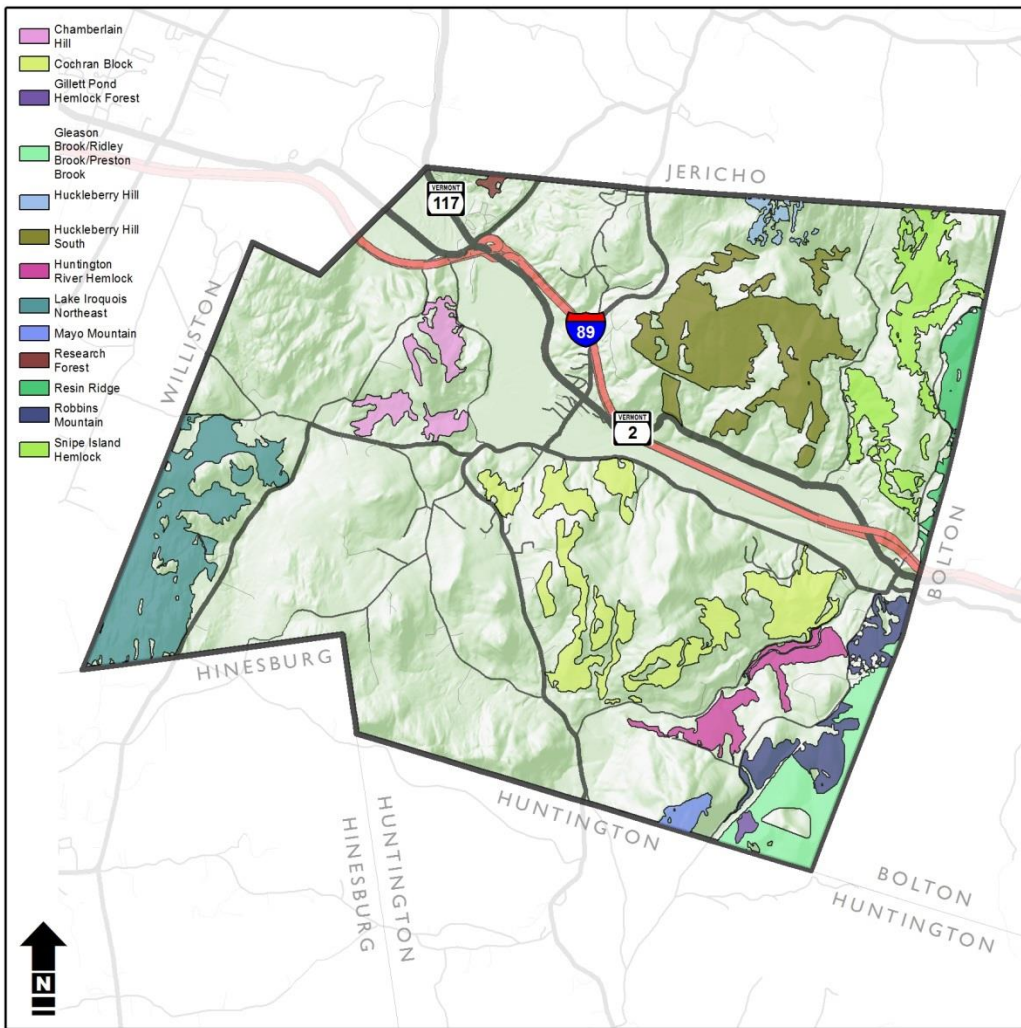 Chamberlain
Hill
Cochran Block
Gillett Pond
Hemlock Forest
Gleason
Brook/Ridley
Brook/Preston
Brook
Huckleberry Hill
Huckleberry Hill
South
Huntington
River Hemlock
Lake Iroquois
Northeast
Mayo Mountain
Research
Forest
Resin Ridge
Robbins
Mountain
Snipe Island
Hemlock
JERICHO
VERMONT
117
WILLISTON
89
VERMONT
2
BOLTON
HINESBURG
HUNTINGTON
HUNTINGTON
HINESBURG
BOLTON
HUNTINGTON
N